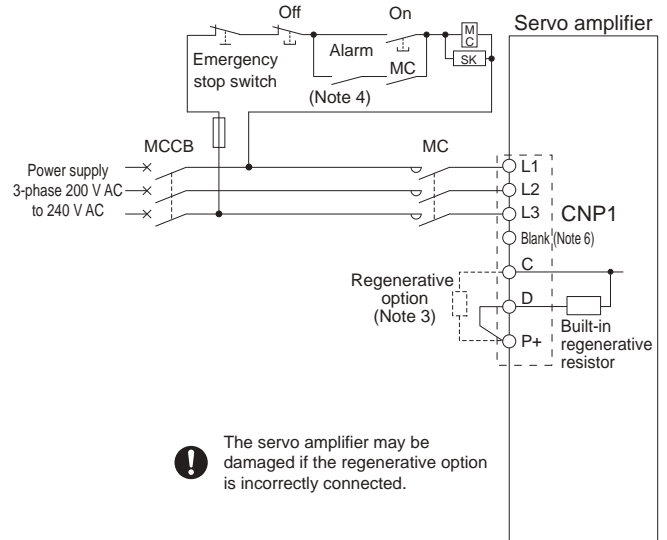 Servo amplifier
Off
On
Emergency
stop switch
Alarm
MC
(Note 4)
M
C
SK
MCCB
MC
Power supply
3-phase 200 V AC
to 240 V AC
L1
L2
L3
CNP1
Blank (Note 6)
Regenerative
option
(Note 3)
C
D
P+
Built-in
regenerative
resistor
The servo amplifier may be
damaged if the regenerative option
is incorrectly connected.